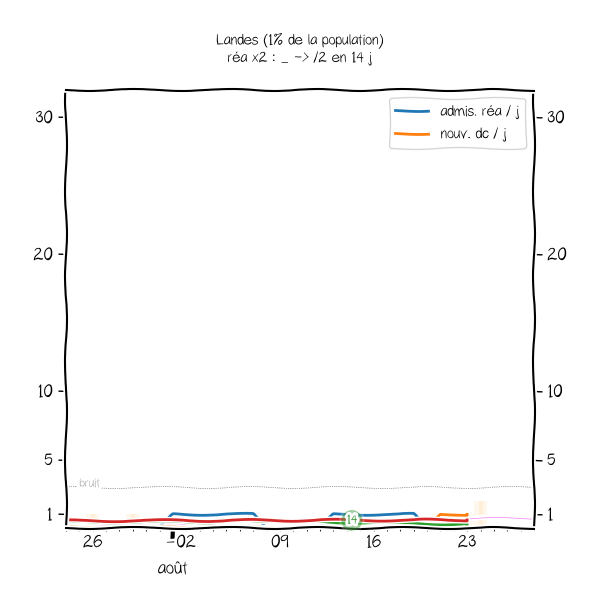 Landes (1% de la population)
réa x2 : _ -> /2 en 14 j
admis. réa / j
nouv. dc / j
30
30
20
20
10
10
5
5
bruit
1
14
1
26
02
09
16
23
août